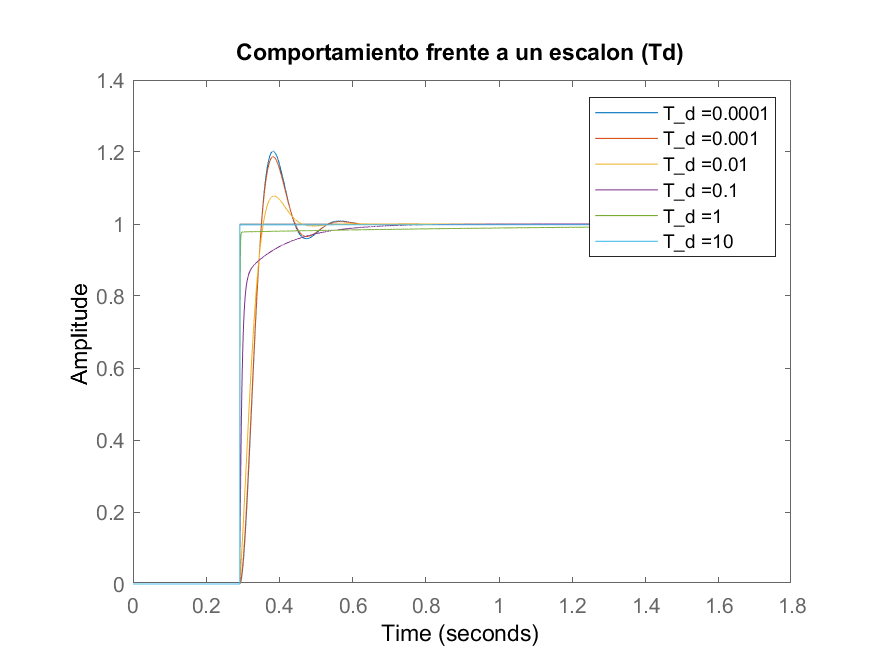 Comportamiento frente a un escalon (Td)
1.4
1.2
1
0.8
0.6
0.4
0.2
0
Amplitude
T_d =0.0001
T_d =0.001
T_d =0.01
T_d =0.1
T_d =1
T_d =10
0 0.2 0.4 0.6 0.8 1 1.2 1.4 1.6 1.8
Time (seconds)